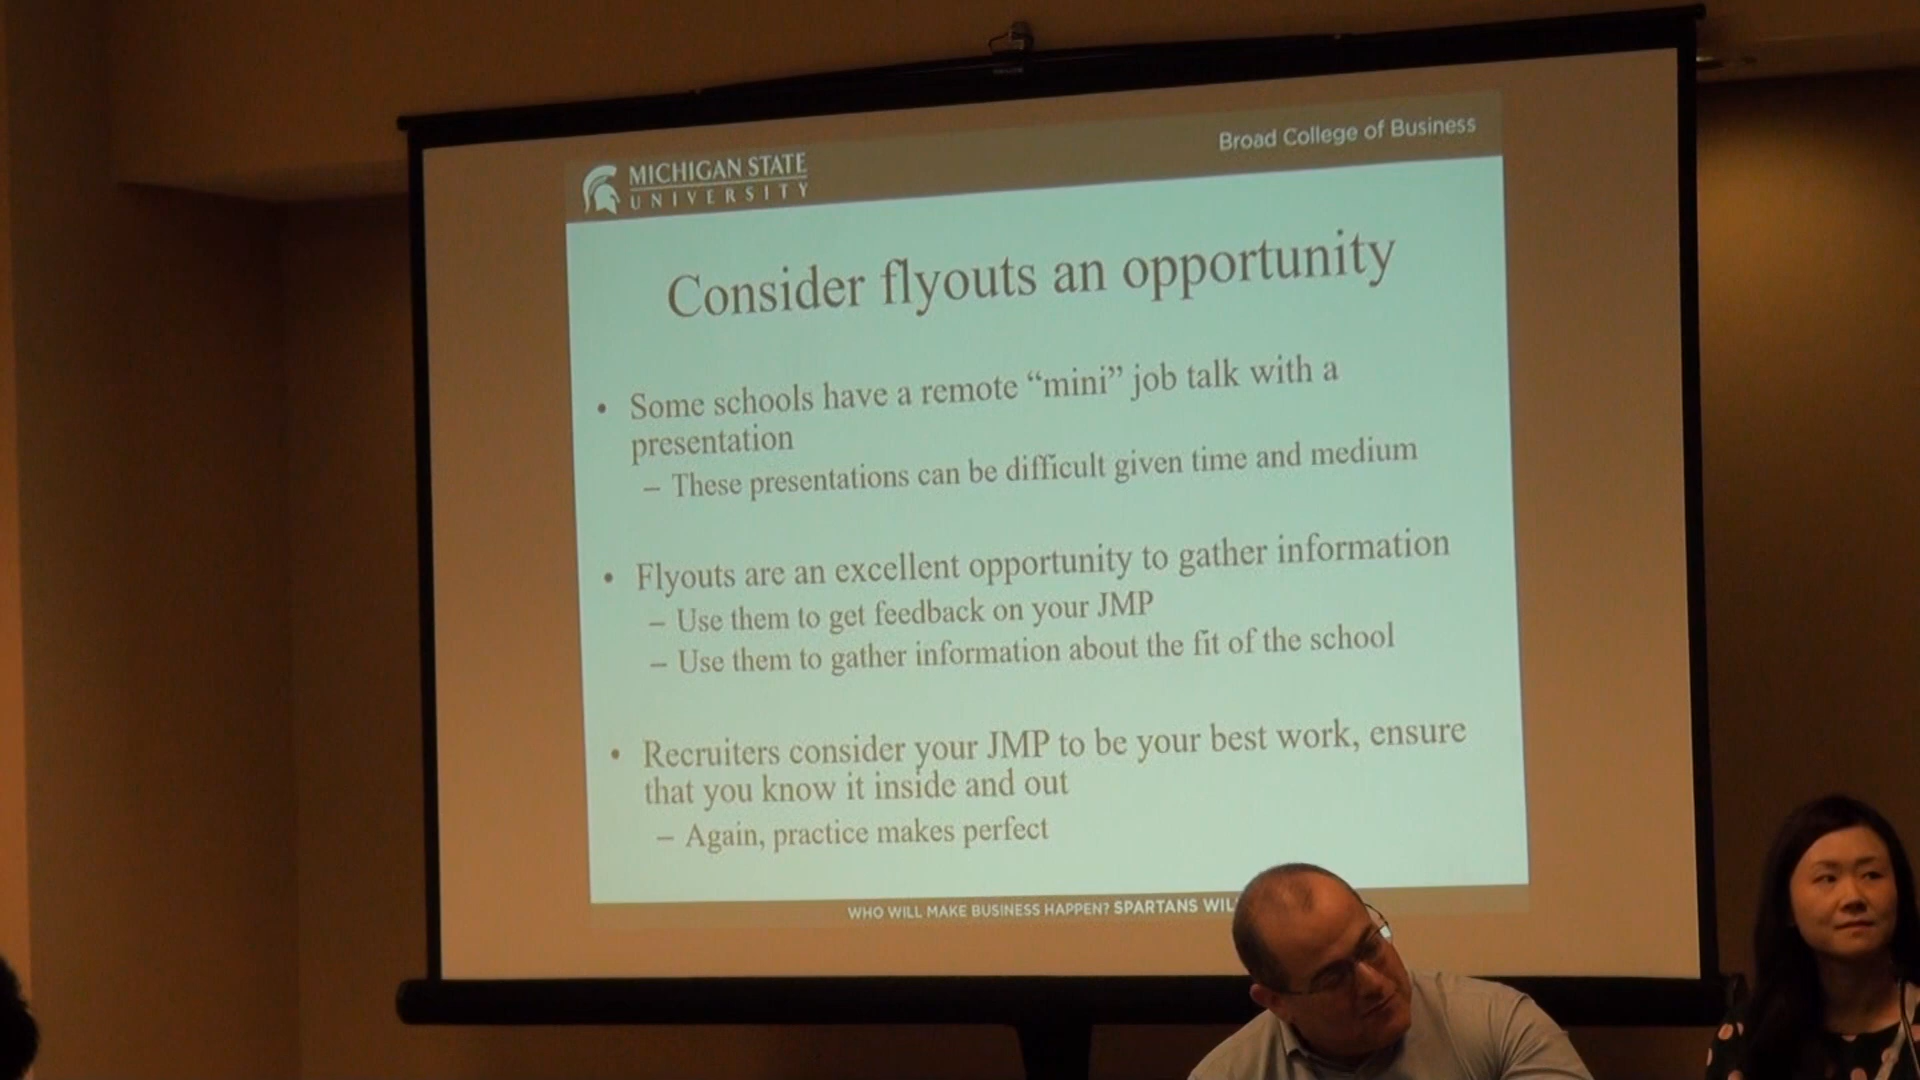 MICHIGAN STATE
UNIVERSITY
Broad College of Business
Consider flyouts an opportunity
• Some schools have a remote “mini” job talk with a
presentation
– These presentations can be difficult given time and medium
• Flyouts are an excellent opportunity to gather information
– Use them to get feedback on your JMP
– Use them to gather information about the fit of the school
• Recruiters consider your JMP to be your best work, ensure
that you know it inside and out
– Again, practice makes perfect
WHO WILL MAKE BUSINESS HAPPEN? SPARTANS WIL